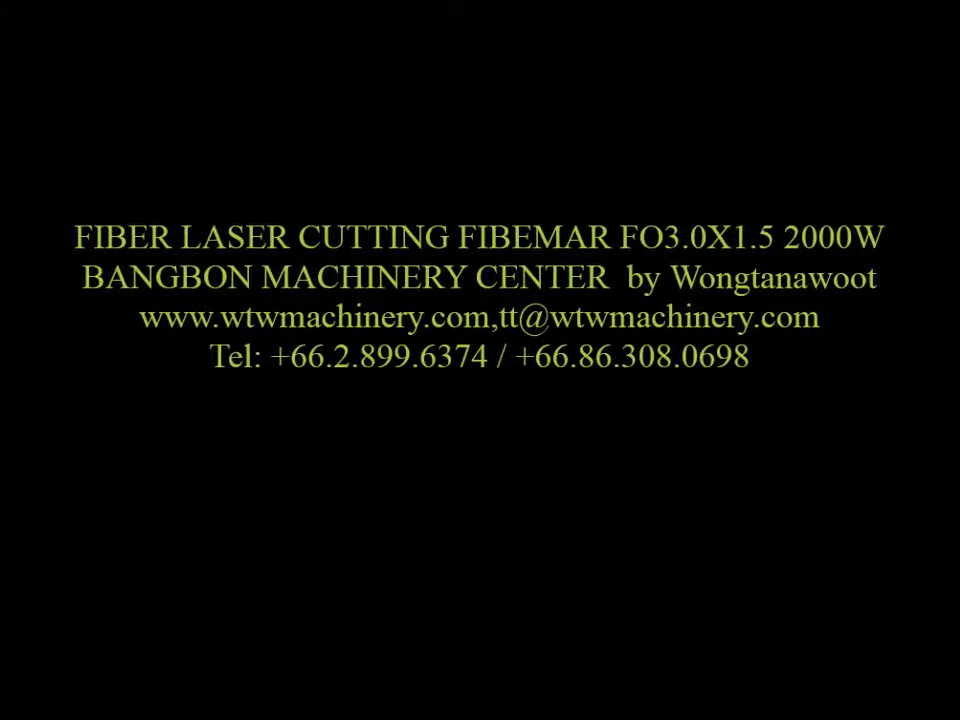 FIBER LASER CUTTING FIBEMAR FO3.0X1.5 2000W
BANGBON MACHINERY CENTER  by Wongtanawoot
www.wtwmachinery.com,tt@wtwmachinery.com
Tel: +66.2.899.6374 / +66.86.308.0698